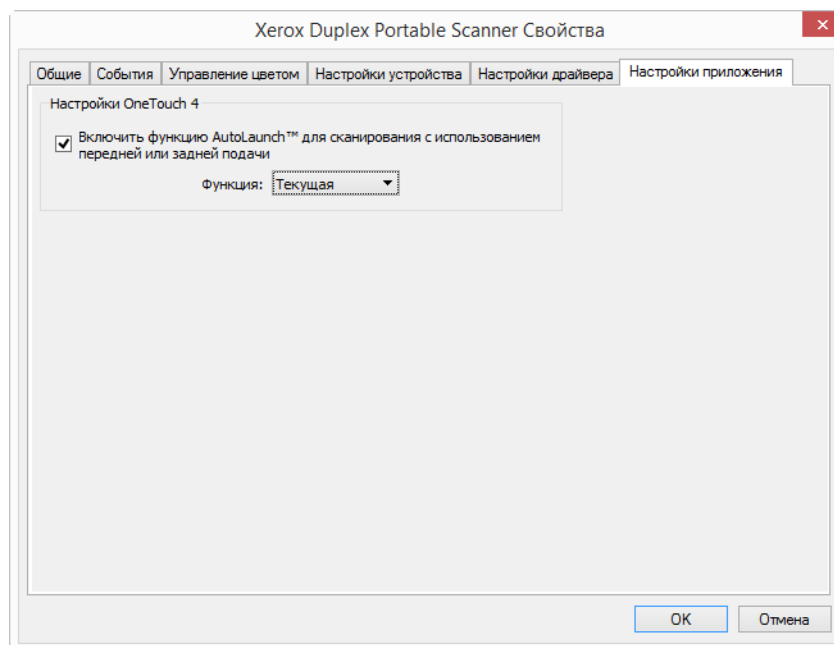 Xerox Duplex Portable Scanner Свойства
Общие События Управление цветом Настройки устройства Настройки драйвера Настройки приложения
Настройки OneTouch 4
Включить функцию AutoLaunch™ для сканирования с использованием
передней или задней подачи
Функция: Текущая
OK Отмена